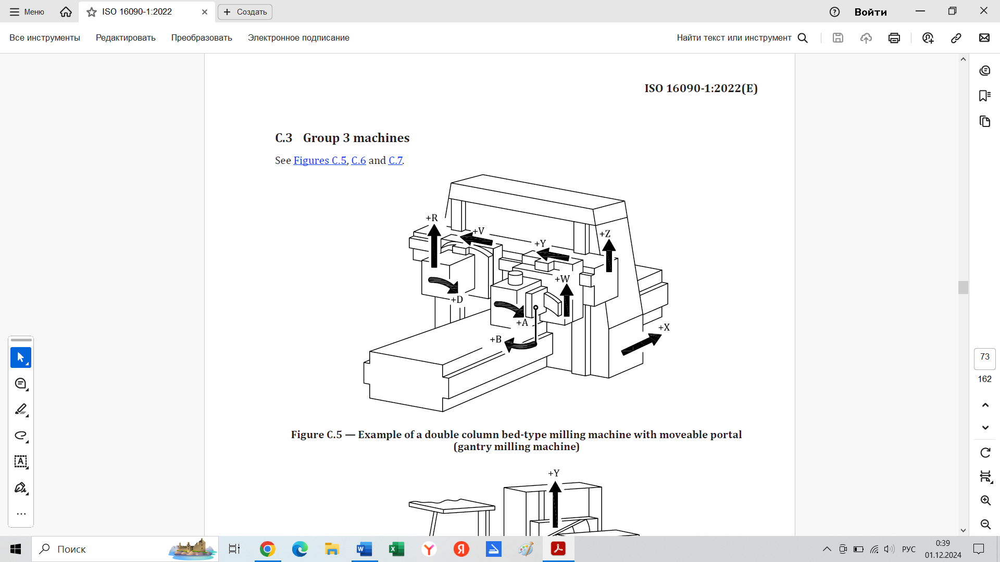 Меню
ISO 16090-1:2022
Создать
Войти
Все инструменты
Редактировать
Преобразовать
Электронное подписание
Найти текст или инструмент
ISO 16090-1:2022(E)
C.3 Group 3 machines
See Figures C.5, C.6 and C.7.
+R
+V
+Y
+Z
+W
+D
+A
+B
+X
Figure C.5 — Example of a double column bed-type milling machine with moveable portal
(gantry milling machine)
+Y
73
162
Поиск
РУС
0:39
01.12.2024